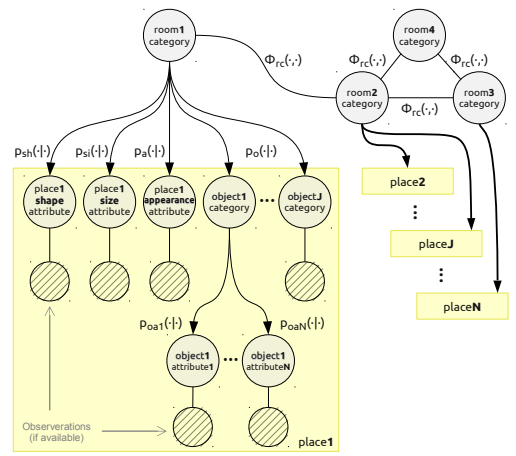 room1
category
room4
category
Φrc(·,·)
Φrc(·,·)
Φrc(·,·)
room2
category
room3
category
Φrc(·,·)
psh(·|·)
psi(·|·)
pa(·|·)
po(·|·)
place1
shape
attribute
place1
size
attribute
place1
appearance
attribute
object1
category
...
objectJ
category
place2
...
placeJ
...
placeN
poa1(·|·)
poaN(·|·)
object1
attribute1
...
object1
attributeN
Observerations
(if available)
place1